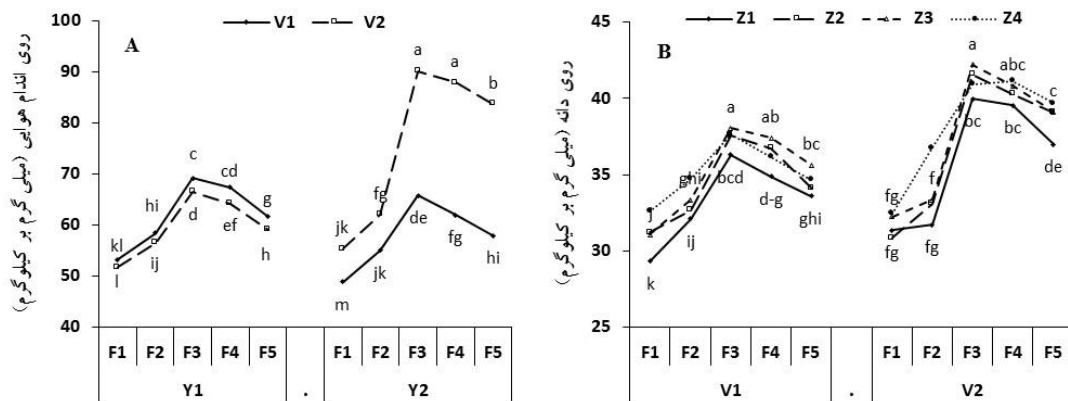 V1 V2
A
روی اندام هوایی (میلی گرم بر کیلوگرم)
100
90
80
70
60
50
40
kl hi c cd g
l ij d ef h
jk fg a a b
m jk de fg hi
F1 F2 F3 F4 F5 F1 F2 F3 F4 F5
Y1 . Y2
Z1 Z2 Z3 Z4
B
روی دانه (میلی گرم بر کیلوگرم)
45
40
35
30
25
j ghi a ab bc
k ij bcd d-g ghi
fg f a abc c
fg fg bc bc de
F1 F2 F3 F4 F5 F1 F2 F3 F4 F5
V1 . V2